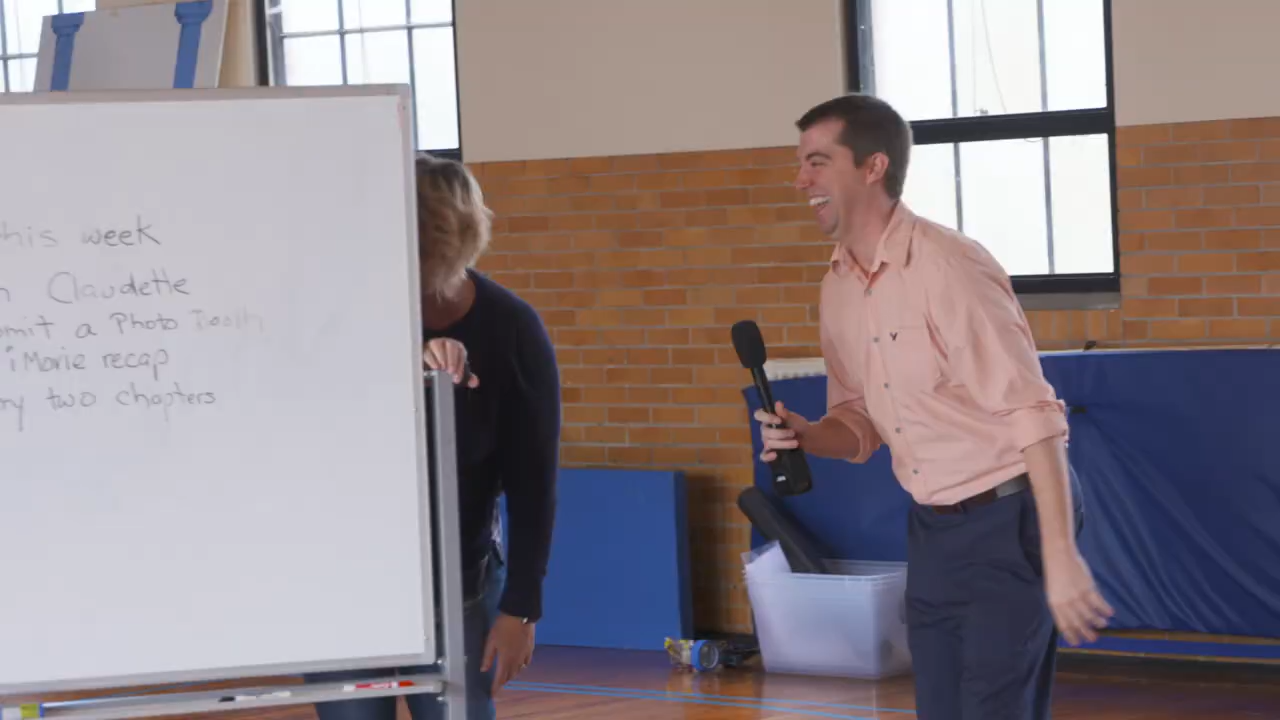 his week
n Claudette
mit a Photo Booth
iMovie recap
ry two chapters